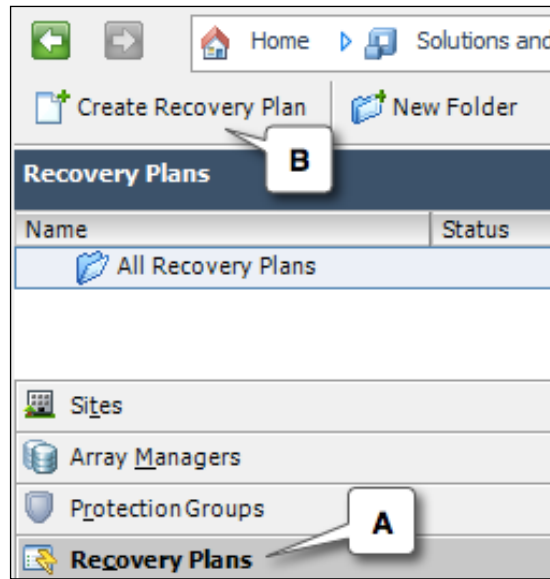 Home Solutions and
Create Recovery Plan New Folder
B
Recovery Plans
Name Status
All Recovery Plans
Sites
Array Managers
Protection Groups
A
Recovery Plans